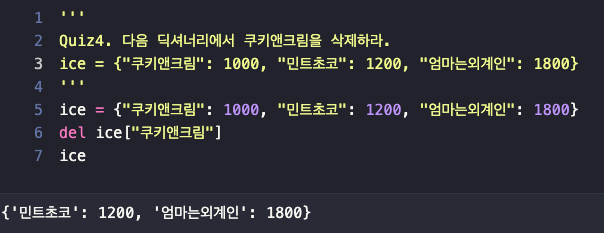 1 '''
2 Quiz4. 다음 딕셔너리에서 쿠키앤크림을 삭제하라.
3 ice = {"쿠키앤크림": 1000, "민트초코": 1200, "엄마는외계인": 1800}
4 '''
5 ice = {"쿠키앤크림": 1000, "민트초코": 1200, "엄마는외계인": 1800}
6 del ice["쿠키앤크림"]
7 ice
{'민트초코': 1200, '엄마는외계인': 1800}